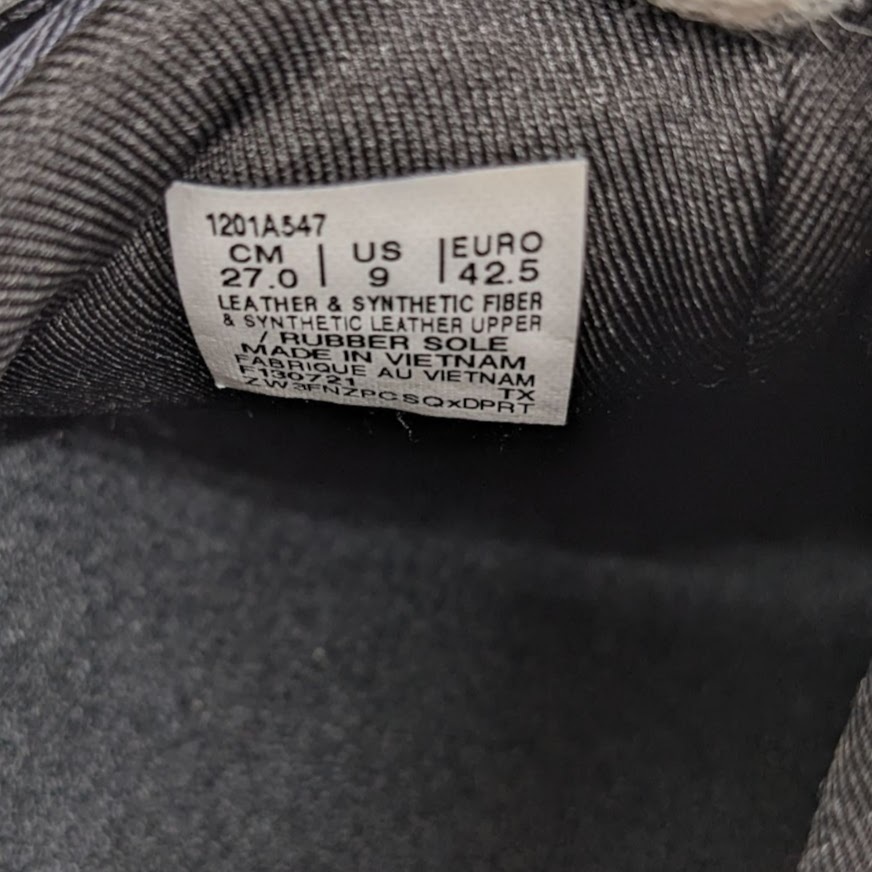 1201A547
CM | US | EURO
27.0 | 9 | 42.5
LEATHER & SYNTHETIC FIBER
& SYNTHETIC LEATHER UPPER
/ RUBBER SOLE
MADE IN VIETNAM
FABRIQUE AU VIETNAM
F130721 TX
ZW3FNZPCSQxDPRT